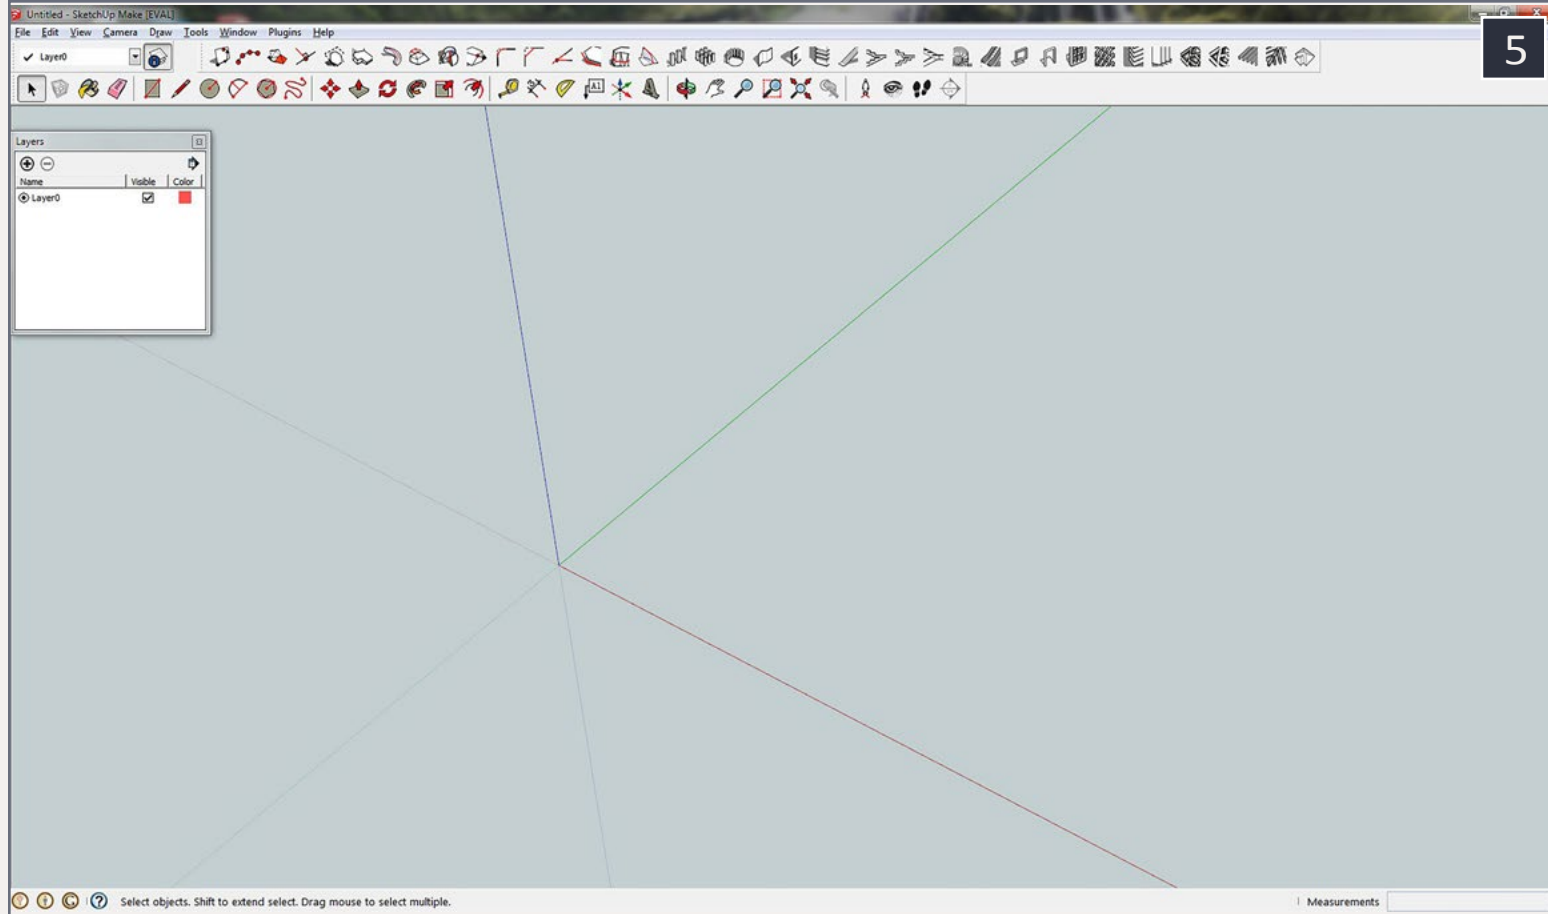 Untitled - SketchUp Make [EVAL]
File Edit View Camera Draw Tools Window Plugins Help
Layer0
5
A1
Layers
Name Visible Color
Layer0
Select objects. Shift to extend select. Drag mouse to select multiple.
Measurements